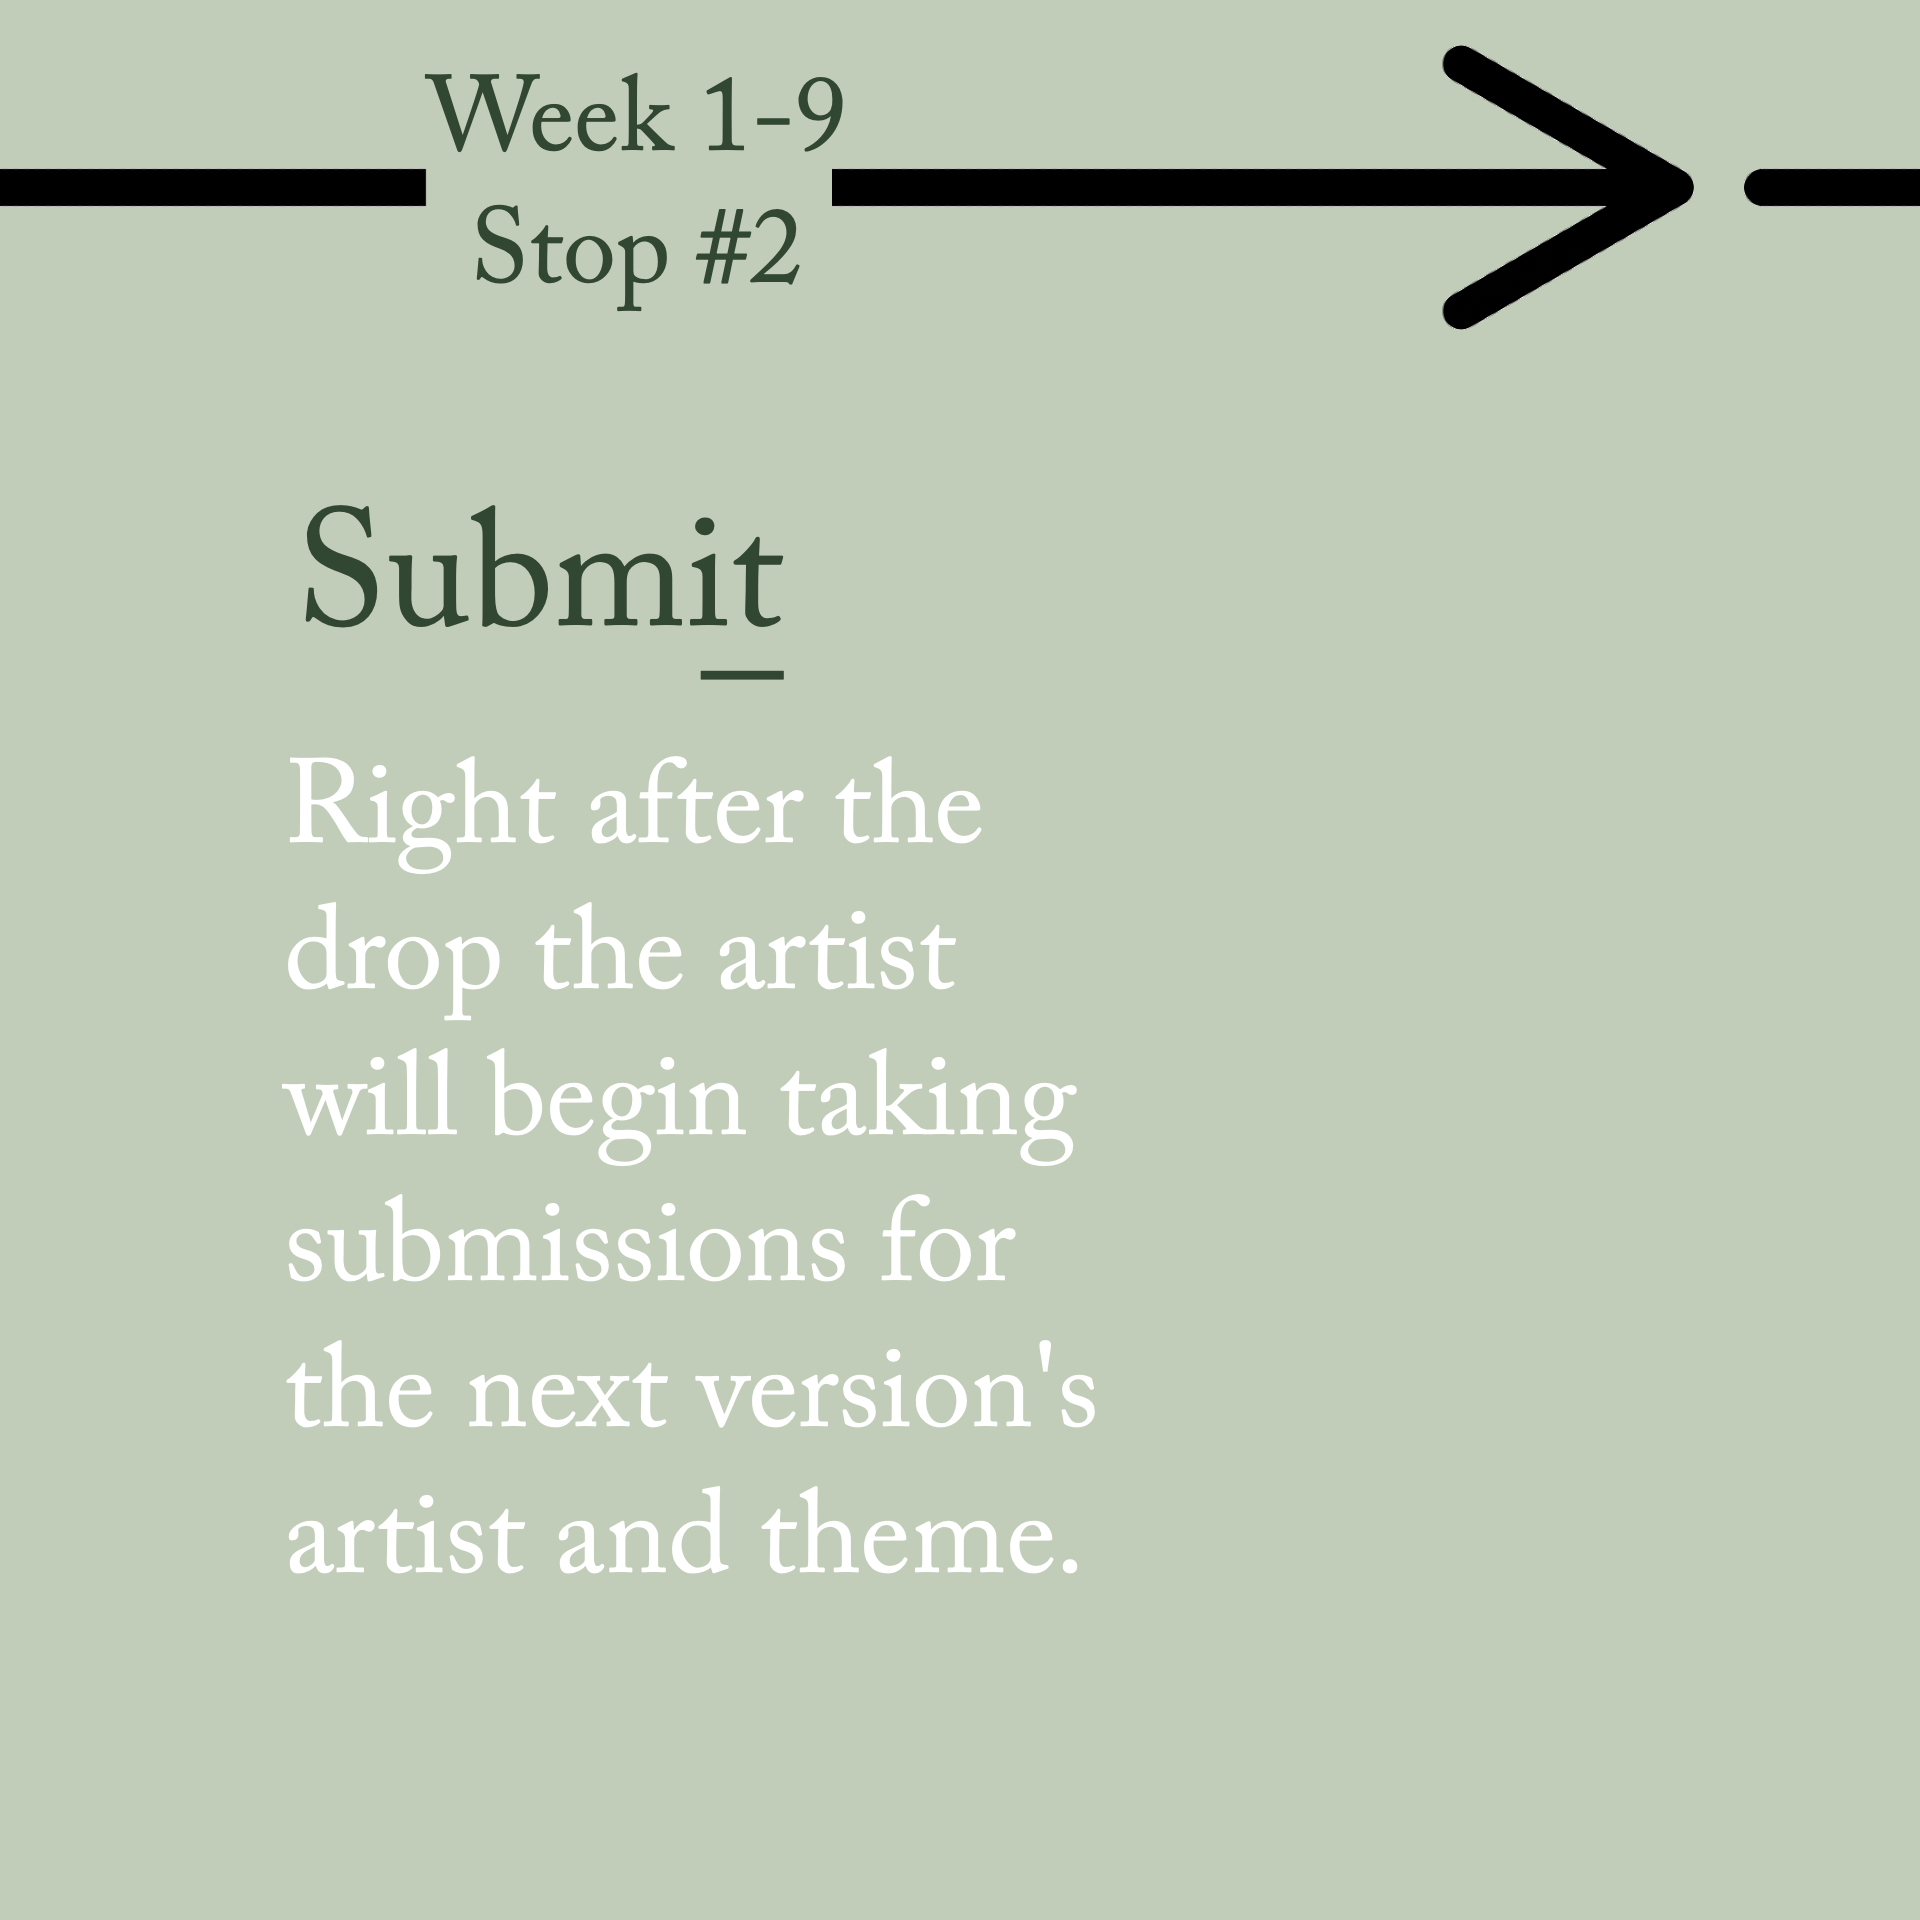 Week 1-9
Stop #2
Submit
Right after the
drop the artist
will begin taking
submissions for
the next version's
artist and theme.